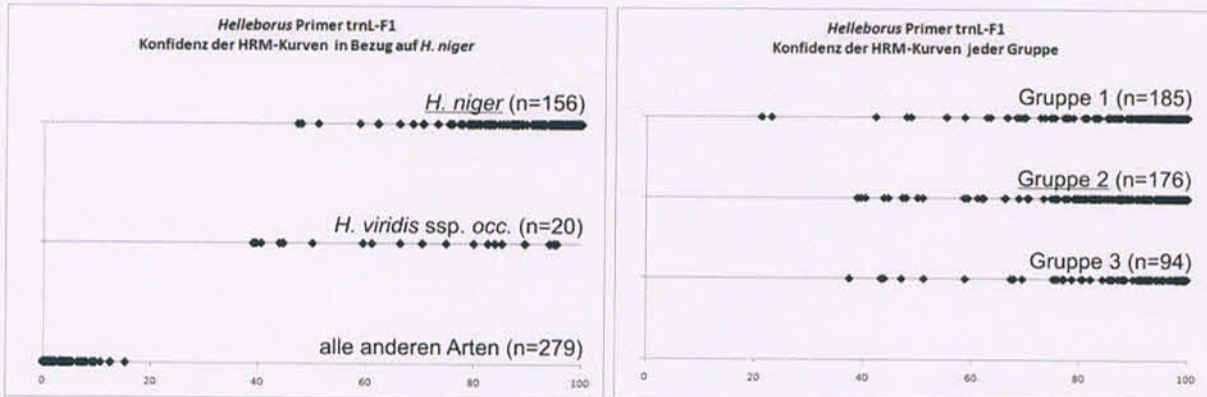 Helleborus Primer trnL-F1
Konfidenz der HRM-Kurven in Bezug auf H. niger
H. niger (n=156)
H. viridis ssp. occ. (n=20)
alle anderen Arten (n=279)
0 20 40 60 80 100
Helleborus Primer trnL-F1
Konfidenz der HRM-Kurven jeder Gruppe
Gruppe 1 (n=185)
Gruppe 2 (n=176)
Gruppe 3 (n=94)
0 20 40 60 80 100